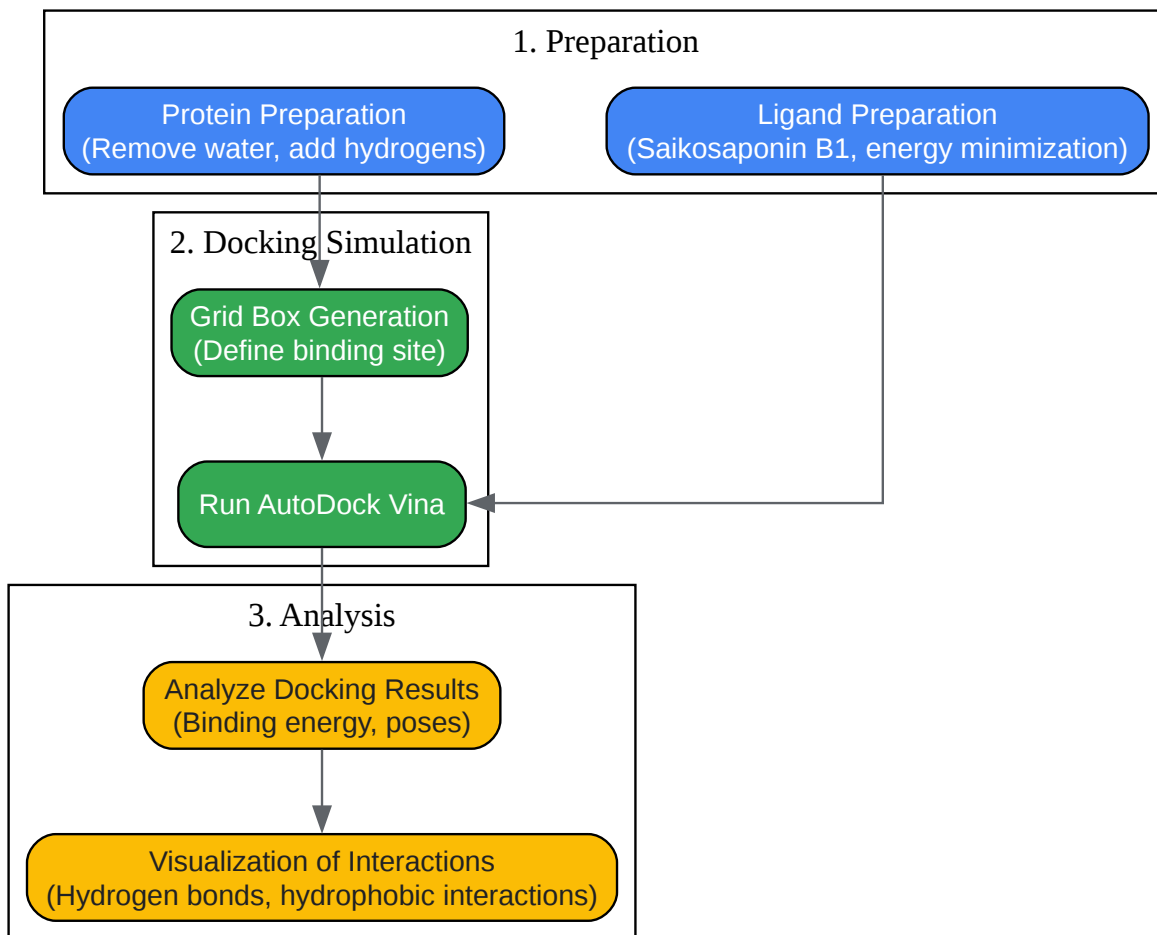 1. Preparation
Protein Preparation
(Remove water, add hydrogens)
Ligand Preparation
(Saikosaponin B1, energy minimization)
2. Docking Simulation
Grid Box Generation
(Define binding site)
Run AutoDock Vina
3. Analysis
Analyze Docking Results
(Binding energy, poses)
Visualization of Interactions
(Hydrogen bonds, hydrophobic interactions)